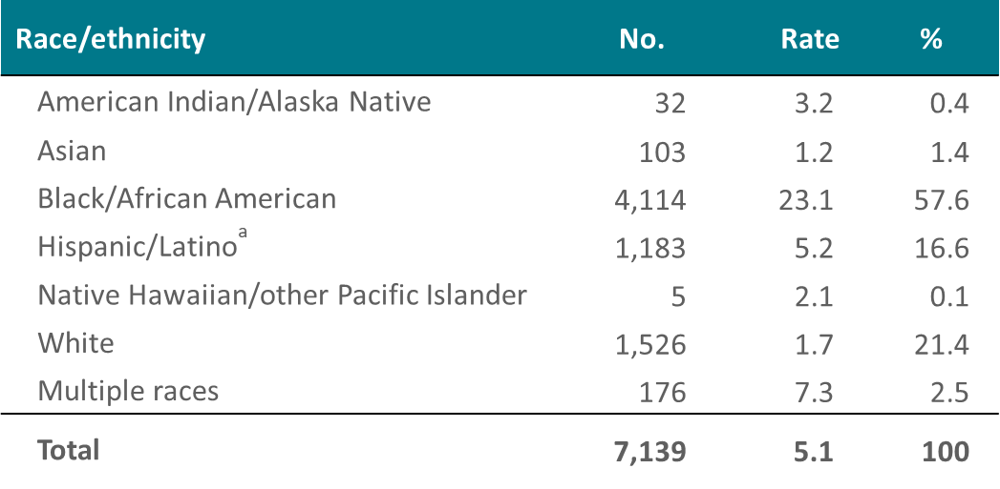 Race/ethnicity No. Rate %
American Indian/Alaska Native 32 3.2 0.4
Asian 103 1.2 1.4
Black/African American 4,114 23.1 57.6
Hispanic/Latinoᵃ 1,183 5.2 16.6
Native Hawaiian/other Pacific Islander 5 2.1 0.1
White 1,526 1.7 21.4
Multiple races 176 7.3 2.5
Total 7,139 5.1 100